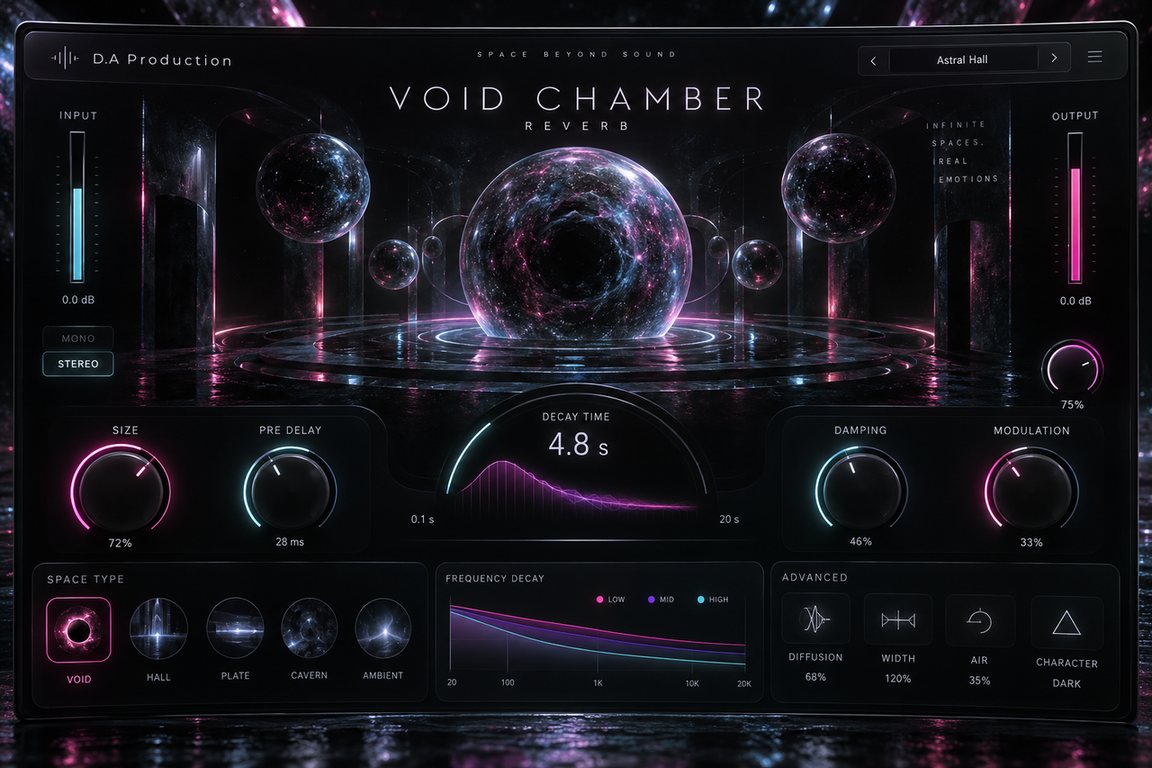 D.A Production
SPACE BEYOND SOUND
Astral Hall
VOID CHAMBER
REVERB
INPUT
OUTPUT
INFINITE
SPACES.
REAL
EMOTIONS
0.0 dB
0.0 dB
MONO
STEREO
75%
SIZE
PRE DELAY
DECAY TIME
4.8 s
DAMPING
MODULATION
0.1 s
20 s
72%
28 ms
46%
33%
SPACE TYPE
VOID
HALL
PLATE
CAVERN
AMBIENT
FREQUENCY DECAY
LOW
MID
HIGH
20
100
1K
10K
20K
ADVANCED
DIFFUSION
68%
WIDTH
120%
AIR
35%
CHARACTER
DARK